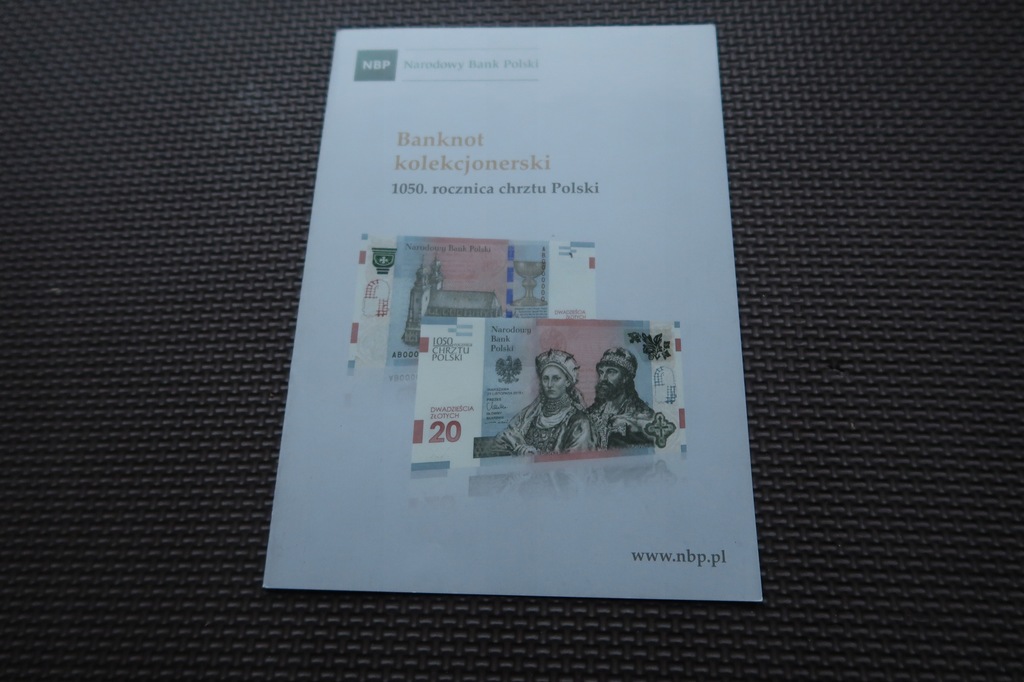 NBP Narodowy Bank Polski
Banknot
kolekcjonerski
1050. rocznica chrztu Polski
Narodowy Bank Polski
1050
CHRZTU
POLSKI
Narodowy
Bank
Polski
DWADZIEŚCIA
ZŁOTYCH
20
www.nbp.pl